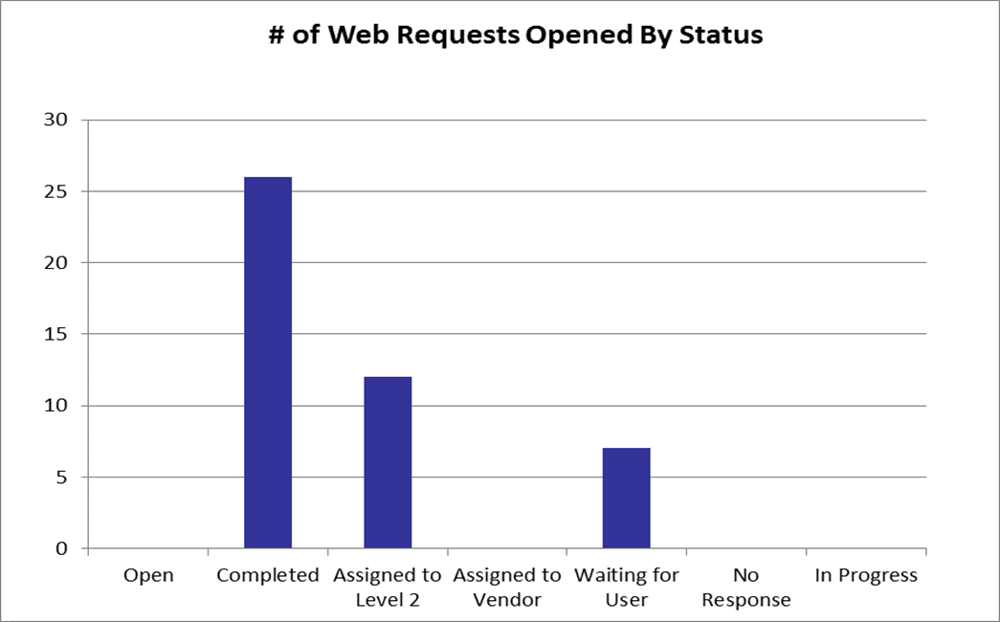 # of Web Requests Opened By Status
30
25
20
15
10
5
0
Open
Completed
Assigned to
Level 2
Assigned to
Vendor
Waiting for
User
No
Response
In Progress